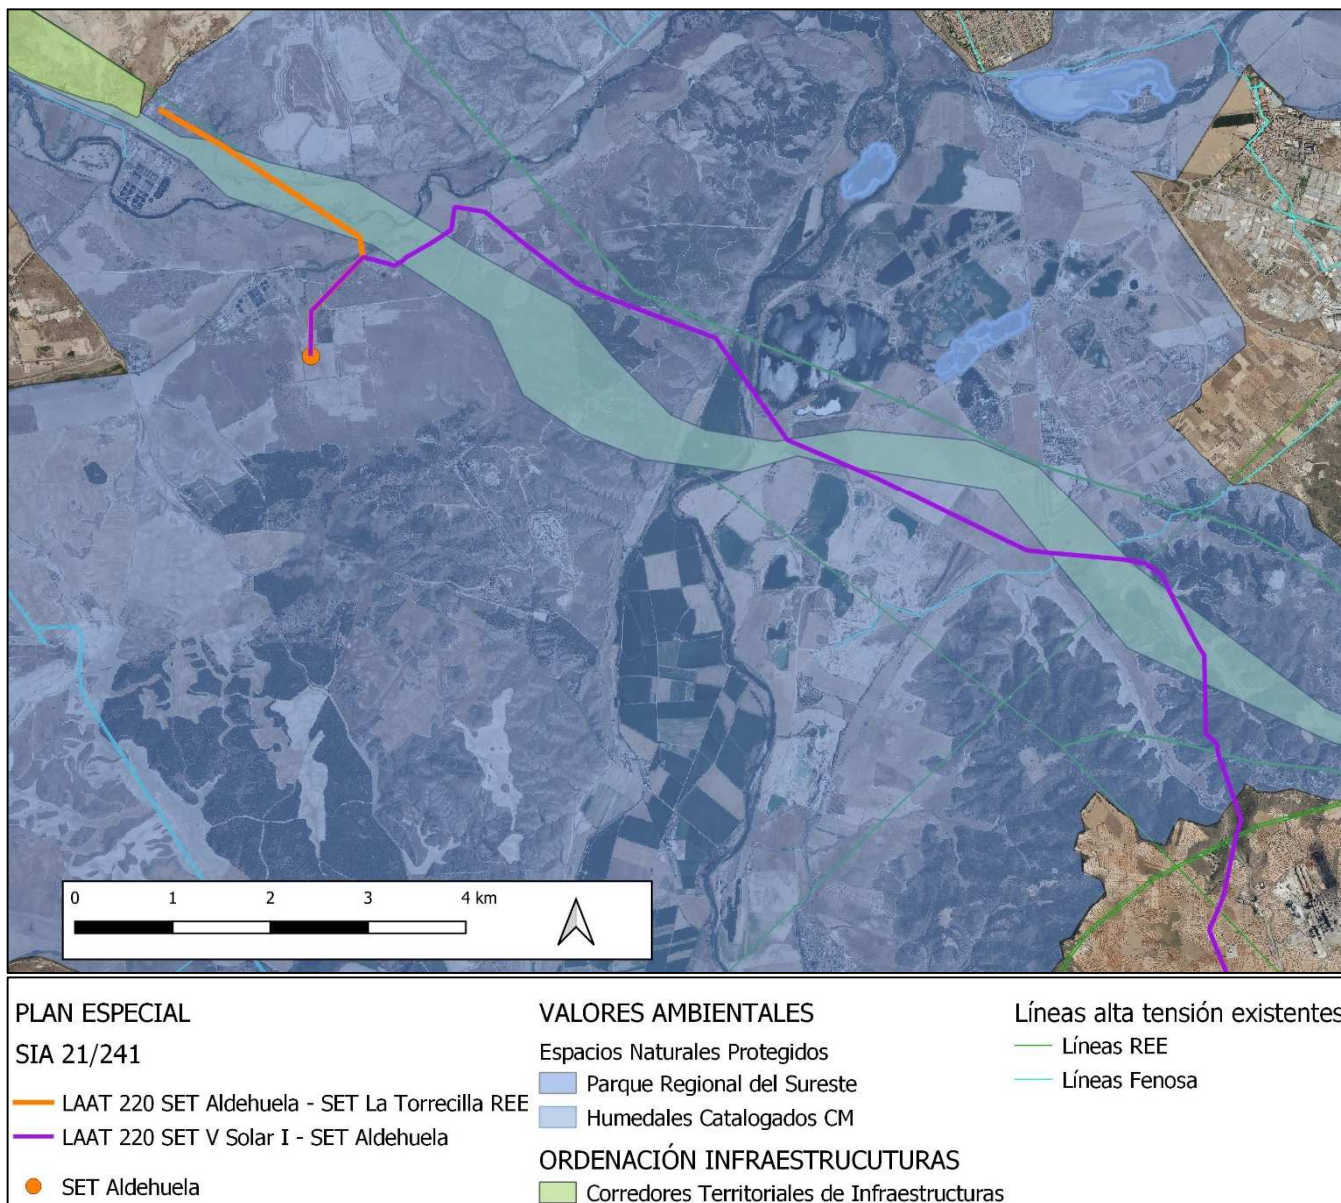 0 1 2 3 4 km
PLAN ESPECIAL
SIA 21/241
LAAT 220 SET Aldehuela - SET La Torrecilla REE
LAAT 220 SET V Solar I - SET Aldehuela
SET Aldehuela
VALORES AMBIENTALES
Espacios Naturales Protegidos
Parque Regional del Sureste
Humedales Catalogados CM
ORDENACIÓN INFRAESTRUCUTURAS
Corredores Territoriales de Infraestructuras
Líneas alta tensión existentes
Líneas REE
Líneas Fenosa